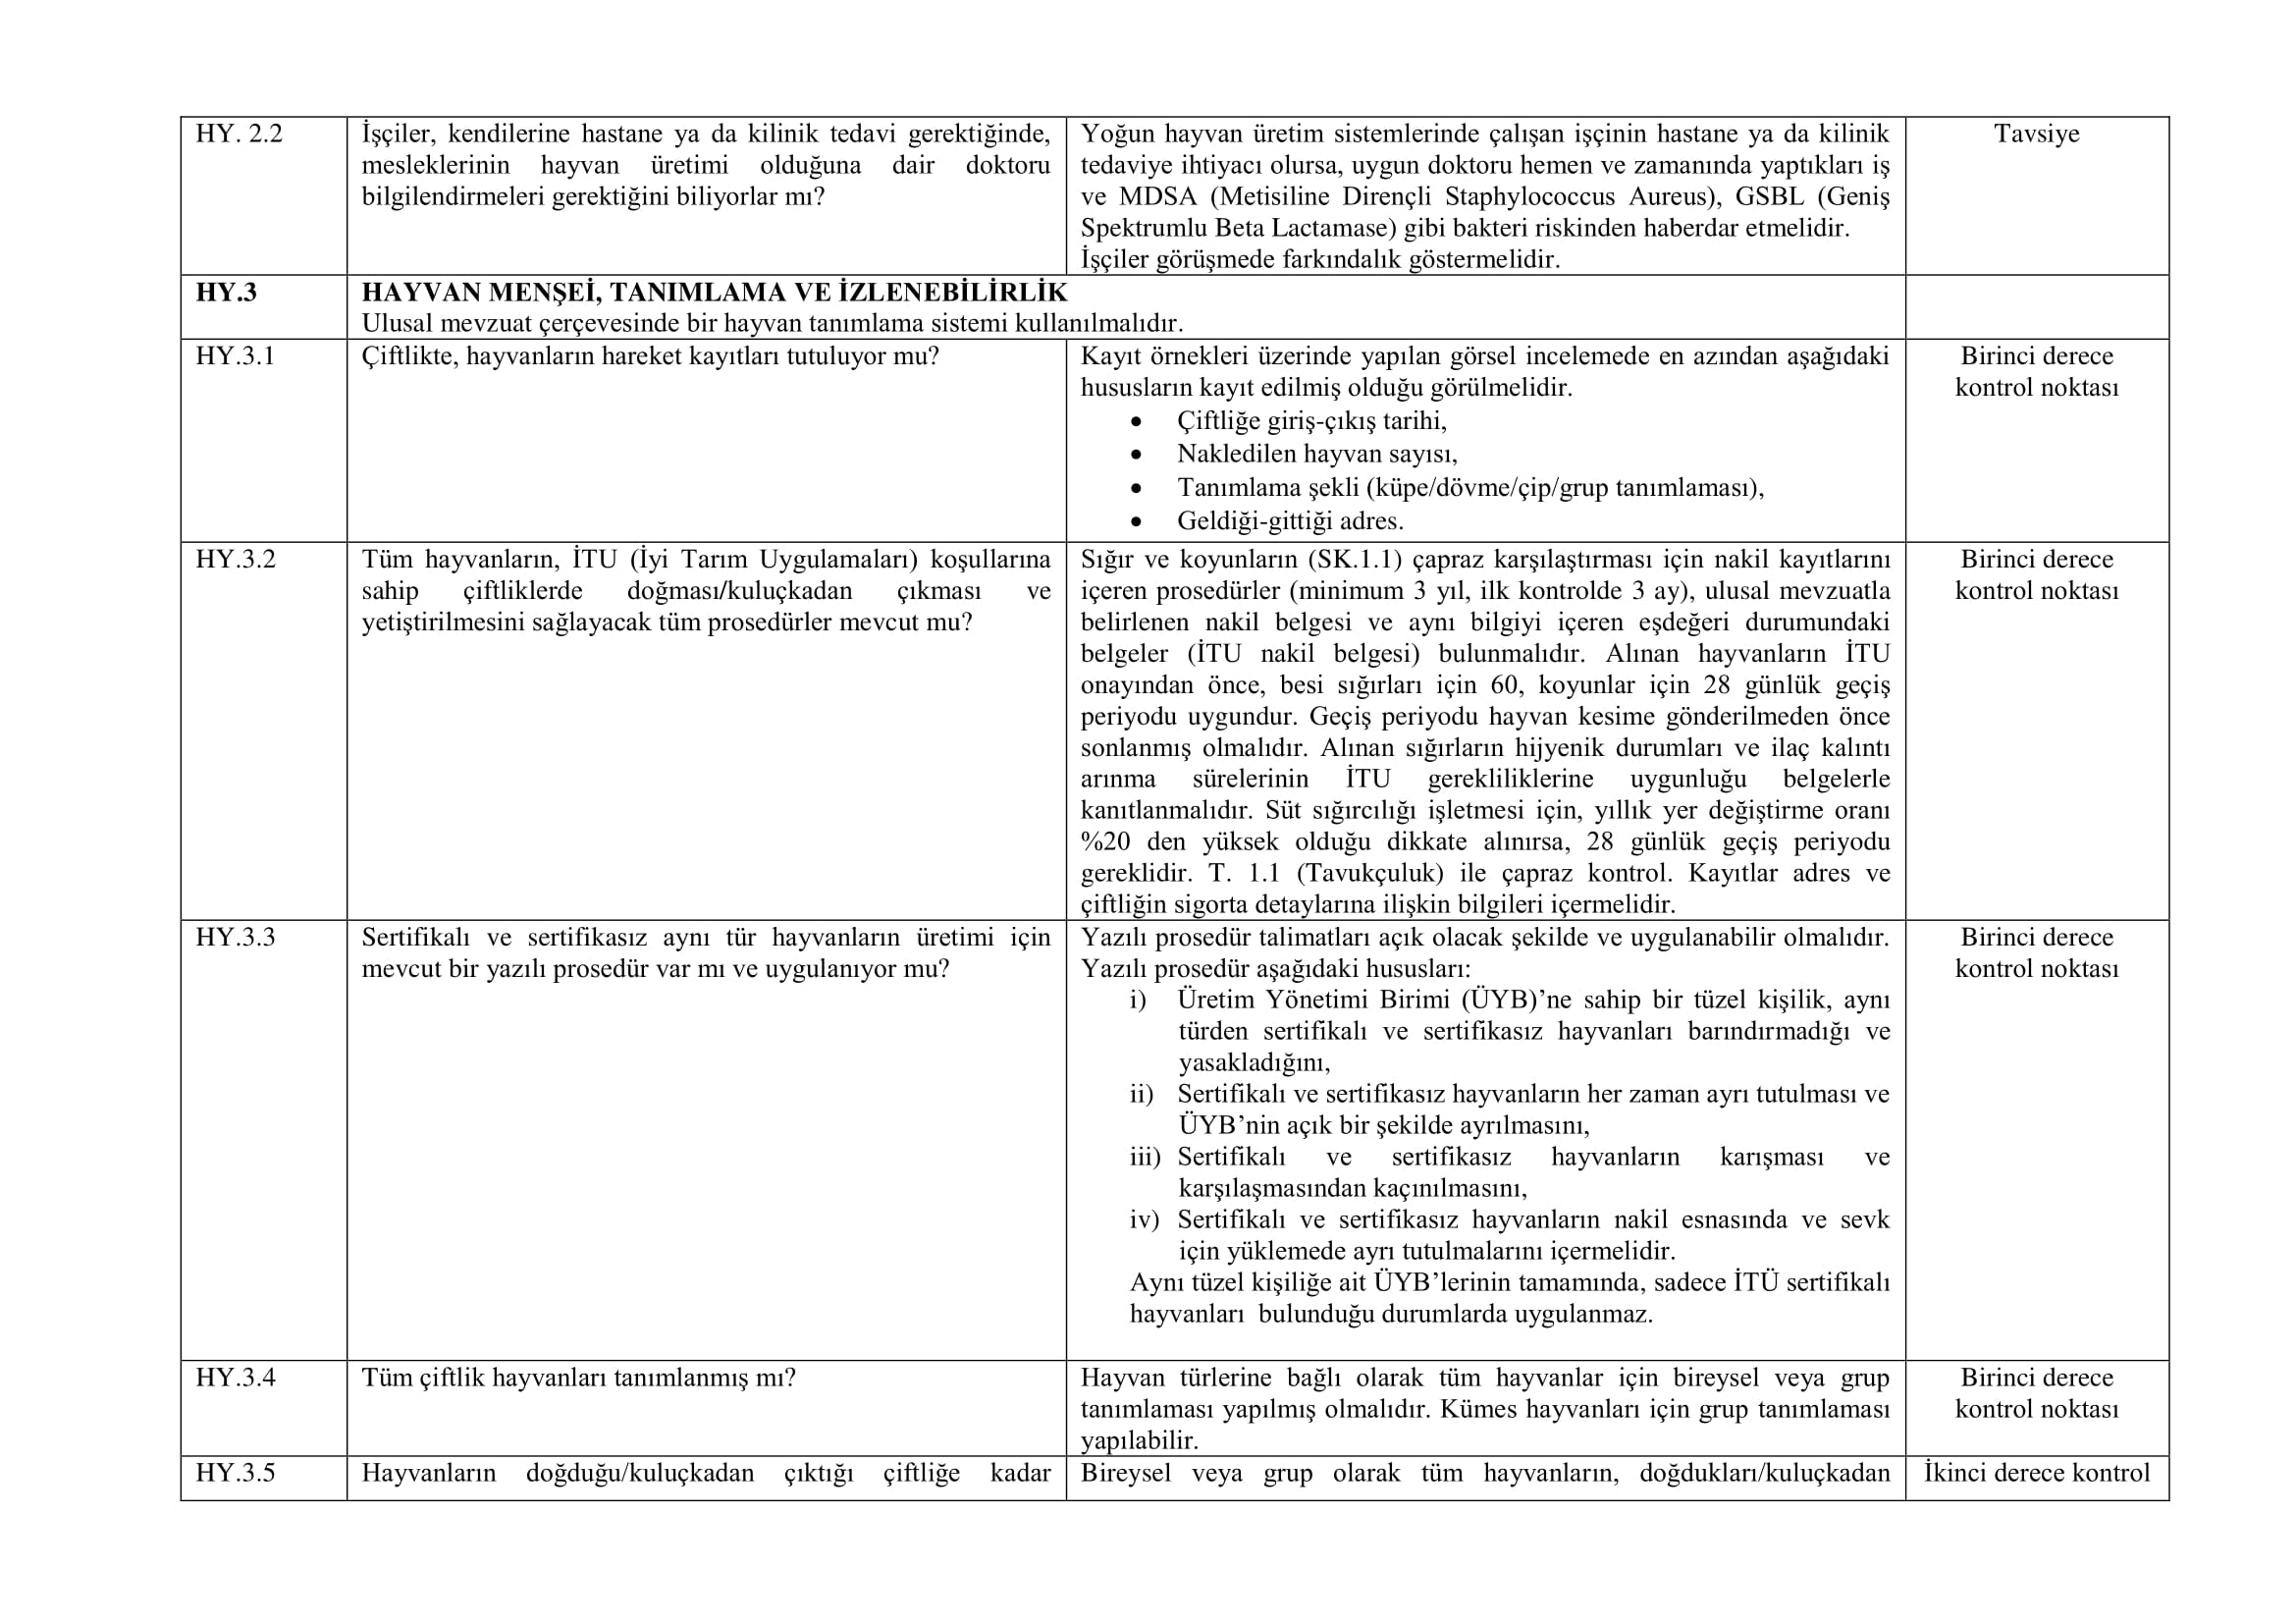 HY. 2.2
İşçiler, kendilerine hastane ya da kilinik tedavi gerektiğinde,
mesleklerinin hayvan üretimi olduğuna dair doktoru
bilgilendirmeleri gerektiğini biliyorlar mı?
Yoğun hayvan üretim sistemlerinde çalışan işçinin hastane ya da kilinik
tedaviye ihtiyacı olursa, uygun doktoru hemen ve zamanında yaptıkları iş
ve MDSA (Metisiline Dirençli Staphylococcus Aureus), GSBL (Geniş
Spektrumlu Beta Lactamase) gibi bakteri riskinden haberdar etmelidir.
İşçiler görüşmede farkındalık göstermelidir.
Tavsiye
HY.3
HAYVAN MENŞEİ, TANIMLAMA VE İZLENEBİLİRLİK
Ulusal mevzuat çerçevesinde bir hayvan tanımlama sistemi kullanılmalıdır.
HY.3.1
Çiftlikte, hayvanların hareket kayıtları tutuluyor mu?
Kayıt örnekleri üzerinde yapılan görsel incelemede en azından aşağıdaki
hususların kayıt edilmiş olduğu görülmelidir.
• Çiftliğe giriş-çıkış tarihi,
• Nakledilen hayvan sayısı,
• Tanımlama şekli (küpe/dövme/çip/grup tanımlaması),
• Geldiği-gittiği adres.
Birinci derece
kontrol noktası
HY.3.2
Tüm hayvanların, İTU (İyi Tarım Uygulamaları) koşullarına
sahip çiftliklerde doğması/kuluçkadan çıkması ve
yetiştirilmesini sağlayacak tüm prosedürler mevcut mu?
Sığır ve koyunların (SK.1.1) çapraz karşılaştırması için nakil kayıtlarını
içeren prosedürler (minimum 3 yıl, ilk kontrolde 3 ay), ulusal mevzuatla
belirlenen nakil belgesi ve aynı bilgiyi içeren eşdeğeri durumundaki
belgeler (İTU nakil belgesi) bulunmalıdır. Alınan hayvanların İTU
onayından önce, besi sığırları için 60, koyunlar için 28 günlük geçiş
periyodu uygundur. Geçiş periyodu hayvan kesime gönderilmeden önce
sonlanmış olmalıdır. Alınan sığırların hijyenik durumları ve ilaç kalıntı
arınma sürelerinin İTU gerekliliklerine uygunluğu belgelerle
kanıtlanmalıdır. Süt sığırcılığı işletmesi için, yıllık yer değiştirme oranı
%20 den yüksek olduğu dikkate alınırsa, 28 günlük geçiş periyodu
gereklidir. T. 1.1 (Tavukçuluk) ile çapraz kontrol. Kayıtlar adres ve
çiftliğin sigorta detaylarına ilişkin bilgileri içermelidir.
Birinci derece
kontrol noktası
HY.3.3
Sertifikalı ve sertifikasız aynı tür hayvanların üretimi için
mevcut bir yazılı prosedür var mı ve uygulanıyor mu?
Yazılı prosedür talimatları açık olacak şekilde ve uygulanabilir olmalıdır.
Yazılı prosedür aşağıdaki hususları:
i) Üretim Yönetimi Birimi (ÜYB)’ne sahip bir tüzel kişilik, aynı
türden sertifikalı ve sertifikasız hayvanları barındırmadığı ve
yasakladığını,
ii) Sertifikalı ve sertifikasız hayvanların her zaman ayrı tutulması ve
ÜYB’nin açık bir şekilde ayrılmasını,
iii) Sertifikalı ve sertifikasız hayvanların karışması ve
karşılaşmasından kaçınılmasını,
iv) Sertifikalı ve sertifikasız hayvanların nakil esnasında ve sevk
için yüklemede ayrı tutulmalarını içermelidir.
Aynı tüzel kişiliğe ait ÜYB’lerinin tamamında, sadece İTÜ sertifikalı
hayvanları bulunduğu durumlarda uygulanmaz.
Birinci derece
kontrol noktası
HY.3.4
Tüm çiftlik hayvanları tanımlanmış mı?
Hayvan türlerine bağlı olarak tüm hayvanlar için bireysel veya grup
tanımlaması yapılmış olmalıdır. Kümes hayvanları için grup tanımlaması
yapılabilir.
Birinci derece
kontrol noktası
HY.3.5
Hayvanların doğduğu/kuluçkadan çıktığı çiftliğe kadar
Bireysel veya grup olarak tüm hayvanların, doğdukları/kuluçkadan
İkinci derece kontrol